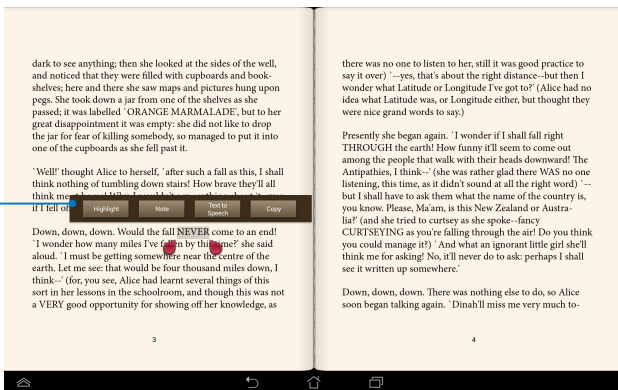 dark to see anything; then she looked at the sides of the well,
and noticed that they were filled with cupboards and book-
shelves; here and there she saw maps and pictures hung upon
pegs. She took down a jar from one of the shelves as she
passed; it was labelled `ORANGE MARMALADE', but to her
great disappointment it was empty: she did not like to drop
the jar for fear of killing somebody, so managed to put it into
one of the cupboards as she fell past it.
`Well!' thought Alice to herself, `after such a fall as this, I shall
think nothing of tumbling down stairs! How brave they'll all
think me
if I fell of
Highlight
Note
Text to
Speech
Copy
Down, down, down. Would the fall NEVER come to an end!
`I wonder how many miles I've fallen by this time?' she said
aloud. `I must be getting somewhere near the centre of the
earth. Let me see: that would be four thousand miles down, I
think--' (for, you see, Alice had learnt several things of this
sort in her lessons in the schoolroom, and though this was not
a VERY good opportunity for showing off her knowledge, as
3
there was no one to listen to her, still it was good practice to
say it over) `--yes, that's about the right distance--but then I
wonder what Latitude or Longitude I've got to?' (Alice had no
idea what Latitude was, or Longitude either, but thought they
were nice grand words to say.)
Presently she began again. `I wonder if I shall fall right
THROUGH the earth! How funny it'll seem to come out
among the people that walk with their heads downward! The
Antipathies, I think--' (she was rather glad there WAS no one
listening, this time, as it didn't sound at all the right word) `--
but I shall have to ask them what the name of the country is,
you know. Please, Ma'am, is this New Zealand or Austra-
lia?' (and she tried to curtsey as she spoke--fancy
CURTSEYING as you're falling through the air! Do you think
you could manage it?) `And what an ignorant little girl she'll
think me for asking! No, it'll never do to ask: perhaps I shall
see it written up somewhere.'
Down, down, down. There was nothing else to do, so Alice
soon began talking again. `Dinah'll miss me very much to-
4